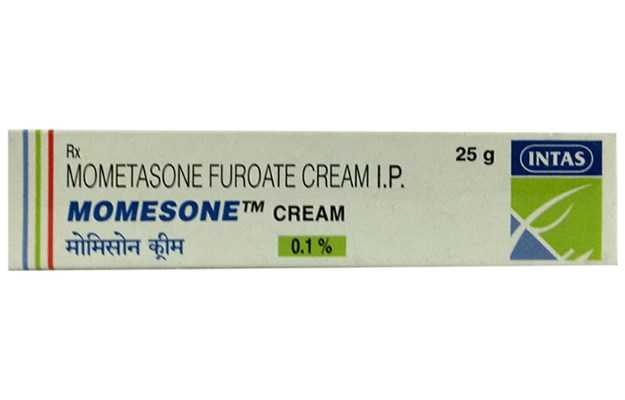 Rx
MOMETASONE FUROATE CREAM I.P.
25 g
INTAS
MOMESONE™ CREAM
मोमिसोन क्रीम
0.1 %